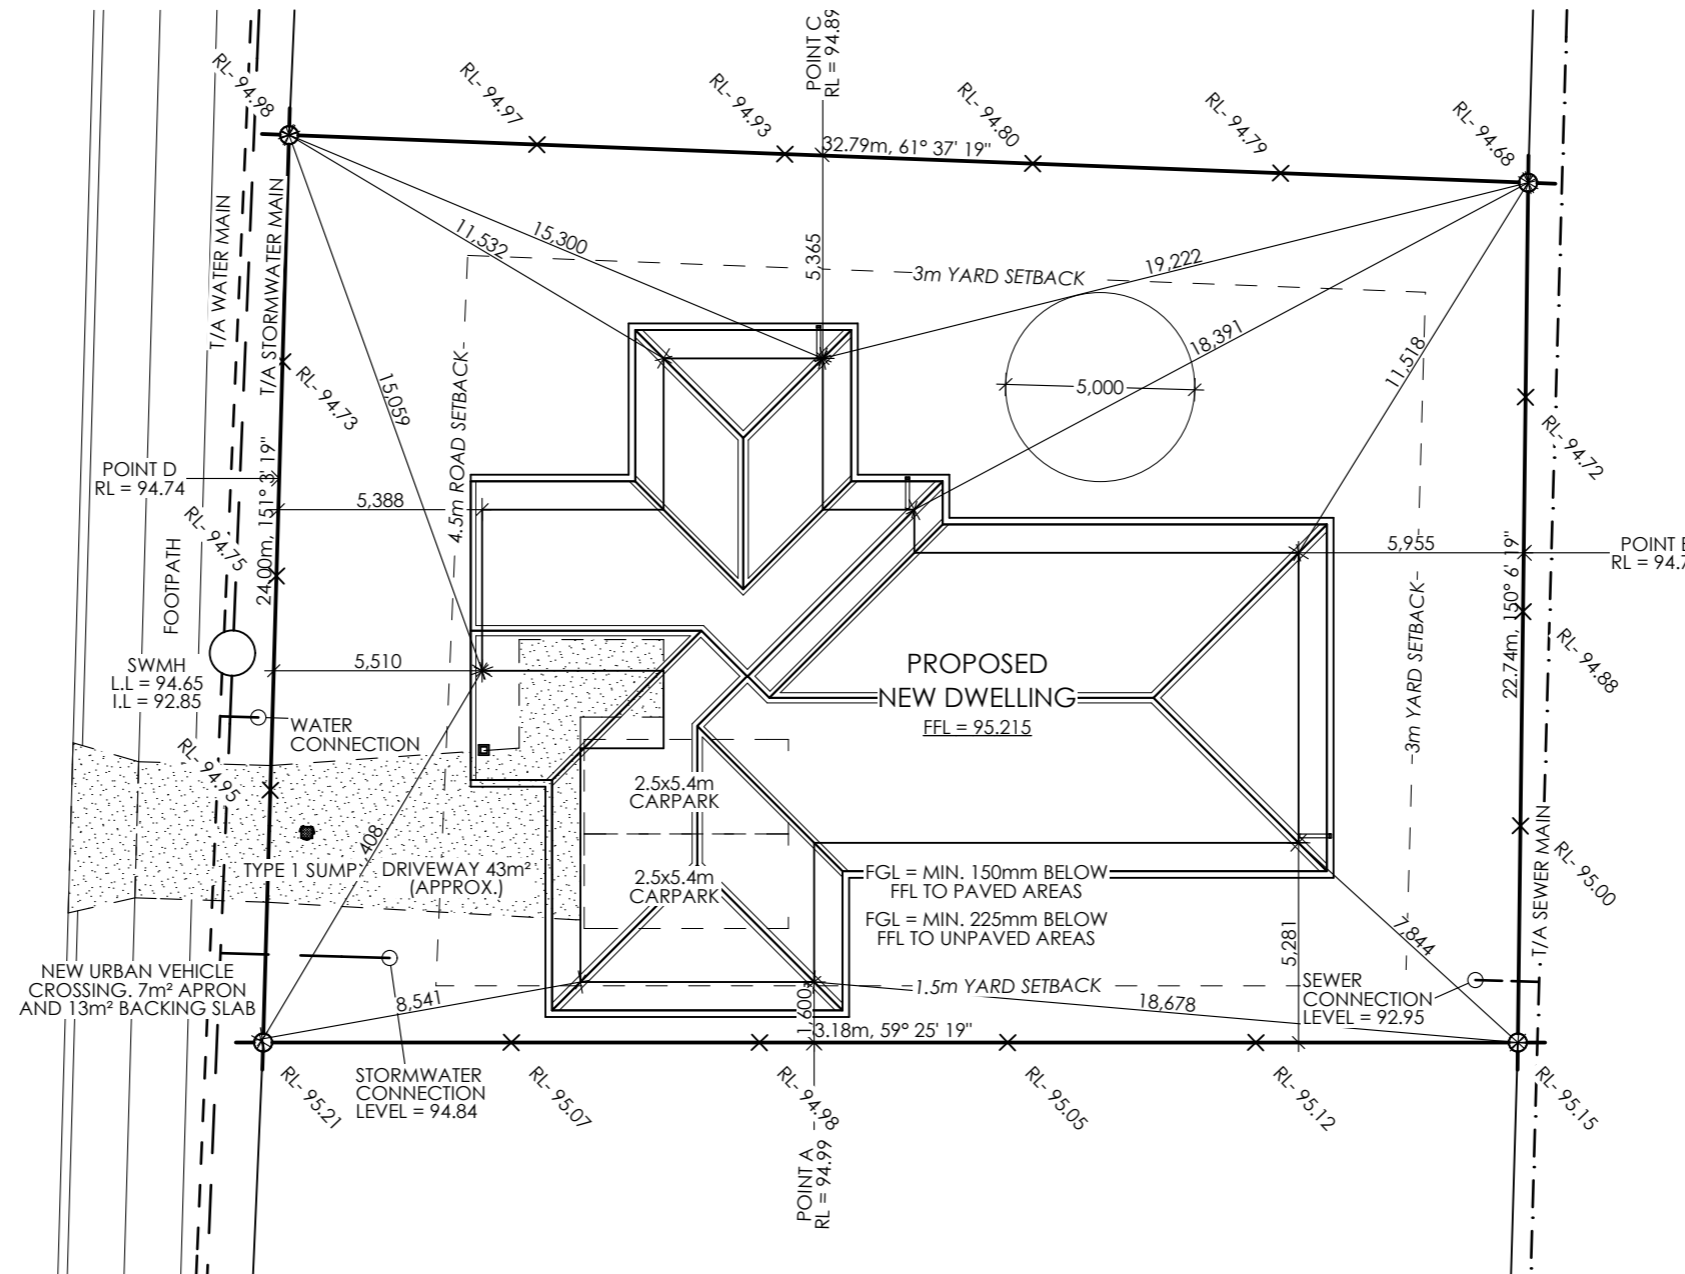 POINT C
RL = 94.89
RL- 94.98
RL- 94.97
RL- 94.93
RL- 94.80
RL- 94.79
RL- 94.68
32.79m, 61° 37' 19"
T/A WATER MAIN
T/A STORMWATER MAIN
11,532
15,300
5,365
3m YARD SETBACK
19,222
18,391
11,518
5,000
15,059
4.5m ROAD SETBACK
RL- 94.73
RL- 94.72
POINT D
RL = 94.74
5,388
RL- 94.75
24.00m, 151° 3' 19"
FOOTPATH
5,955
POINT
RL = 94.7
22.74m, 150° 6' 19"
3m YARD SETBACK
RL- 94.88
SWMH
L.L = 94.65
I.L = 92.85
5,510
PROPOSED
NEW DWELLING
FFL = 95.215
WATER
CONNECTION
RL- 94.95
2.5x5.4m
CARPARK
408
TYPE 1 SUMP
DRIVEWAY 43m²
(APPROX.)
2.5x5.4m
CARPARK
FGL = MIN. 150mm BELOW
FFL TO PAVED AREAS
FGL = MIN. 225mm BELOW
FFL TO UNPAVED AREAS
T/A SEWER MAIN
RL- 95.00
7,844
5,281
NEW URBAN VEHICLE
CROSSING. 7m² APRON
AND 13m² BACKING SLAB
8,541
1,600
1.5m YARD SETBACK
18,678
SEWER
CONNECTION
LEVEL = 92.95
3.18m, 59° 25' 19"
STORMWATER
CONNECTION
LEVEL = 94.84
RL- 95.21
RL- 95.07
RL- 94.98
RL- 95.05
RL- 95.12
RL- 95.15
POINT A
RL = 94.99